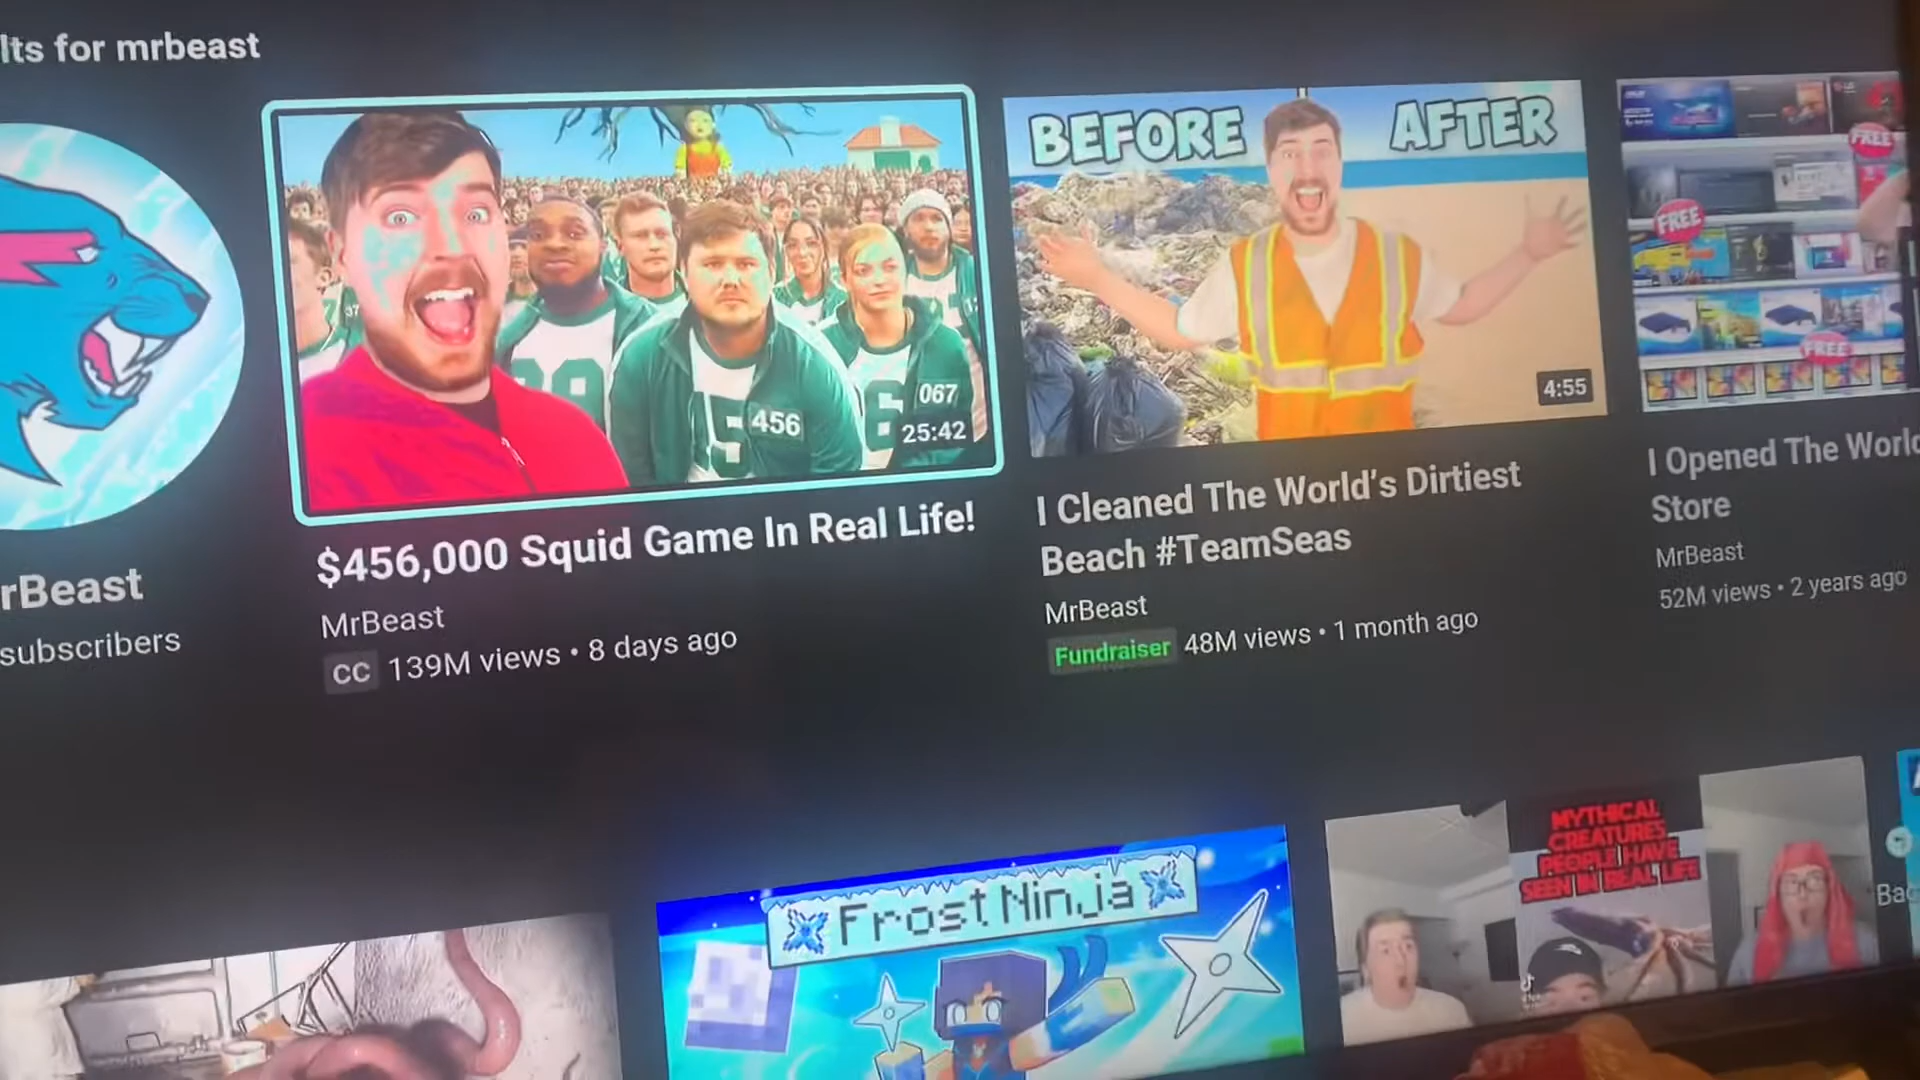 lts for mrbeast
rBeast
subscribers
456
067
25:42
$456,000 Squid Game In Real Life!
MrBeast
CC 139M views • 8 days ago
BEFORE
AFTER
4:55
I Cleaned The World's Dirtiest
Beach #TeamSeas
MrBeast
Fundraiser 48M views • 1 month ago
FREE
FREE
FREE
I Opened The World
Store
MrBeast
52M views • 2 years ago
Frost Ninja
MYTHICAL
CREATURES
PEOPLE HAVE
SEEN IN REAL LIFE